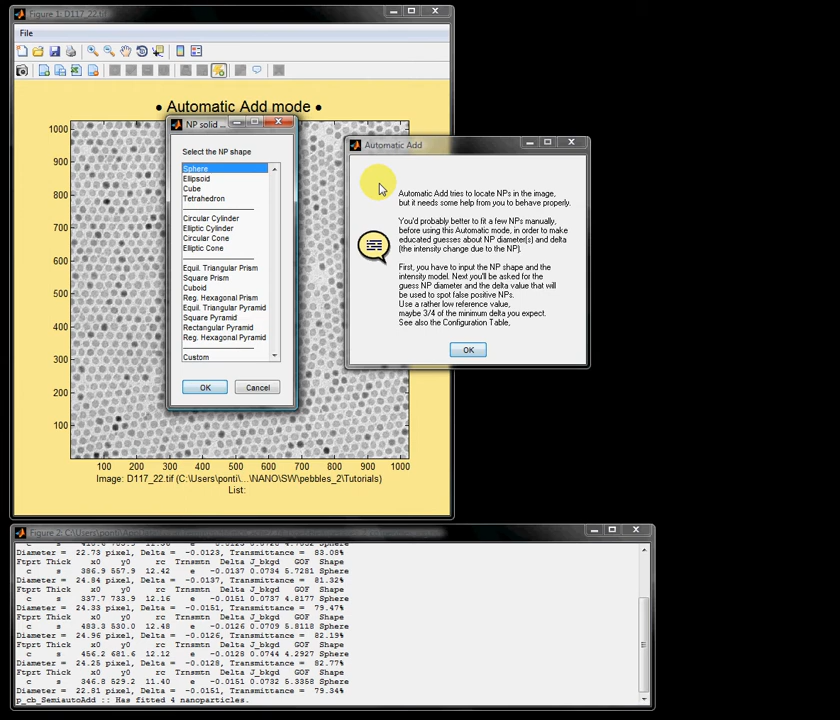 Figure 1: D117_22.tif
File
• Automatic Add mode •
1000
900
800
700
600
500
400
300
200
100
100 200 300 400 500 600 700 800 900 1000
Image: D117_22.tif (C:\Users\ponti\...\NANO\SW\pebbles_2\Tutorials)
List:
NP solid ...
Select the NP shape
Sphere
Ellipsoid
Cube
Tetrahedron
Circular Cylinder
Elliptic Cylinder
Circular Cone
Elliptic Cone
Equil. Triangular Prism
Square Prism
Cuboid
Reg. Hexagonal Prism
Equil. Triangular Pyramid
Square Pyramid
Rectangular Pyramid
Reg. Hexagonal Pyramid
Custom
OK Cancel
Automatic Add
Automatic Add tries to locate NPs in the image,
but it needs some help from you to behave properly.
You'd probably better to fit a few NPs manually,
before using this Automatic mode, in order to make
educated guesses about NP diameter(s) and delta
(the intensity change due to the NP).
First, you have to input the NP shape and the
intensity model. Next you'll be asked for the
guess NP diameter and the delta value that will
be used to spot false positive NPs.
Use a rather low reference value,
maybe 3/4 of the minimum delta you expect.
See also the Configuration Table,
OK
Diameter = 22.73 pixel, Delta = -0.0123, Transmittance = 83.08%
Ftprt Thick x0 y0 rc Trnsmtn Delta J_bkgd GOF Shape
c s 386.9 557.9 12.42 e -0.0137 0.0734 5.7281 Sphere
Diameter = 24.84 pixel, Delta = -0.0137, Transmittance = 81.32%
Ftprt Thick x0 y0 rc Trnsmtn Delta J_bkgd GOF Shape
c s 337.7 733.9 12.16 e -0.0151 0.0737 4.8177 Sphere
Diameter = 24.33 pixel, Delta = -0.0151, Transmittance = 79.47%
Ftprt Thick x0 y0 rc Trnsmtn Delta J_bkgd GOF Shape
c s 483.3 530.0 12.48 e -0.0126 0.0709 5.8118 Sphere
Diameter = 24.96 pixel, Delta = -0.0126, Transmittance = 82.19%
Ftprt Thick x0 y0 rc Trnsmtn Delta J_bkgd GOF Shape
c s 456.2 681.6 12.12 e -0.0128 0.0744 4.2927 Sphere
Diameter = 24.25 pixel, Delta = -0.0128, Transmittance = 82.77%
Ftprt Thick x0 y0 rc Trnsmtn Delta J_bkgd GOF Shape
c s 346.8 529.2 11.40 e -0.0151 0.0732 5.3358 Sphere
Diameter = 22.81 pixel, Delta = -0.0151, Transmittance = 79.34%
p_cb_SemiautoAdd :: Has fitted 4 nanoparticles.